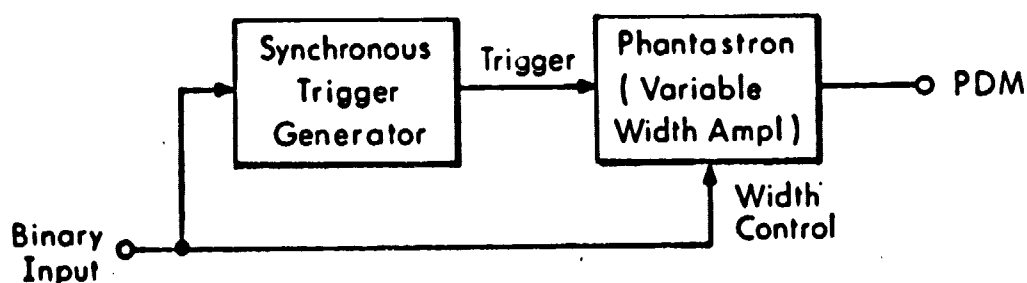 Synchronous
Trigger
Generator
Trigger
Phantastron
( Variable
Width Ampl )
PDM
Width
Control
Binary
Input